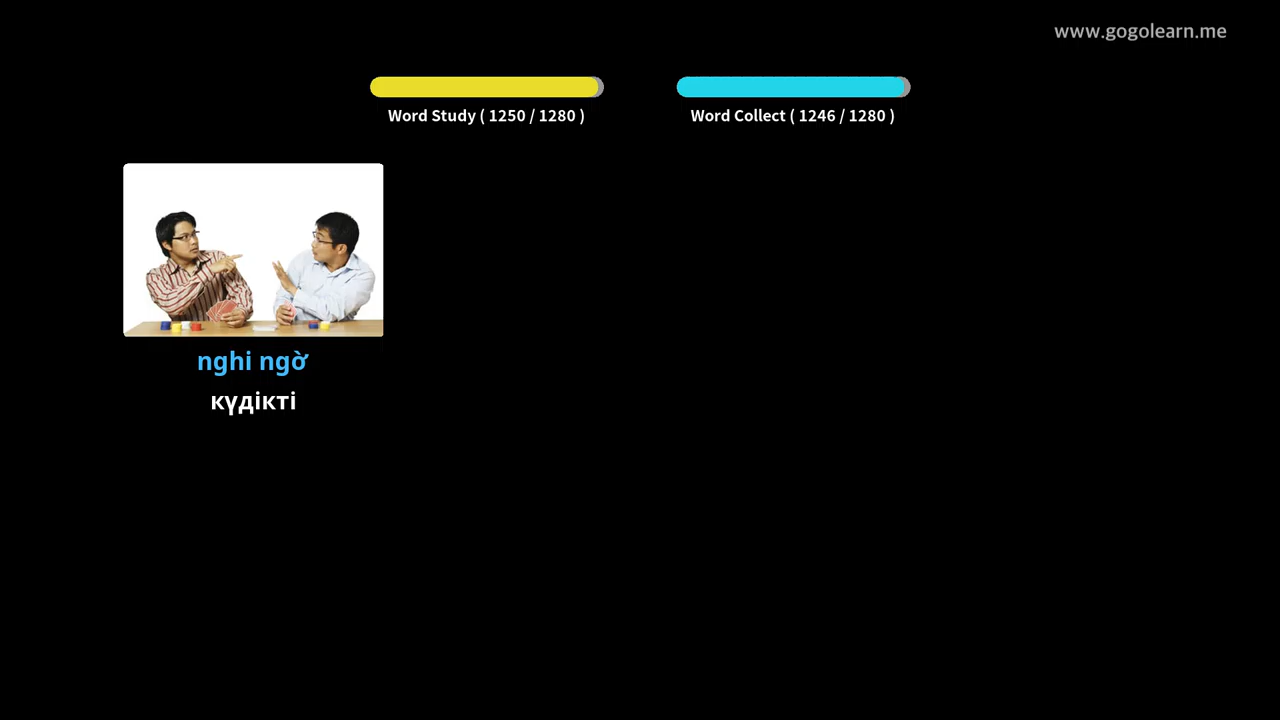 www.gogolearn.me
Word Study ( 1250 / 1280 )
Word Collect ( 1246 / 1280 )
nghi ngờ
күдікті